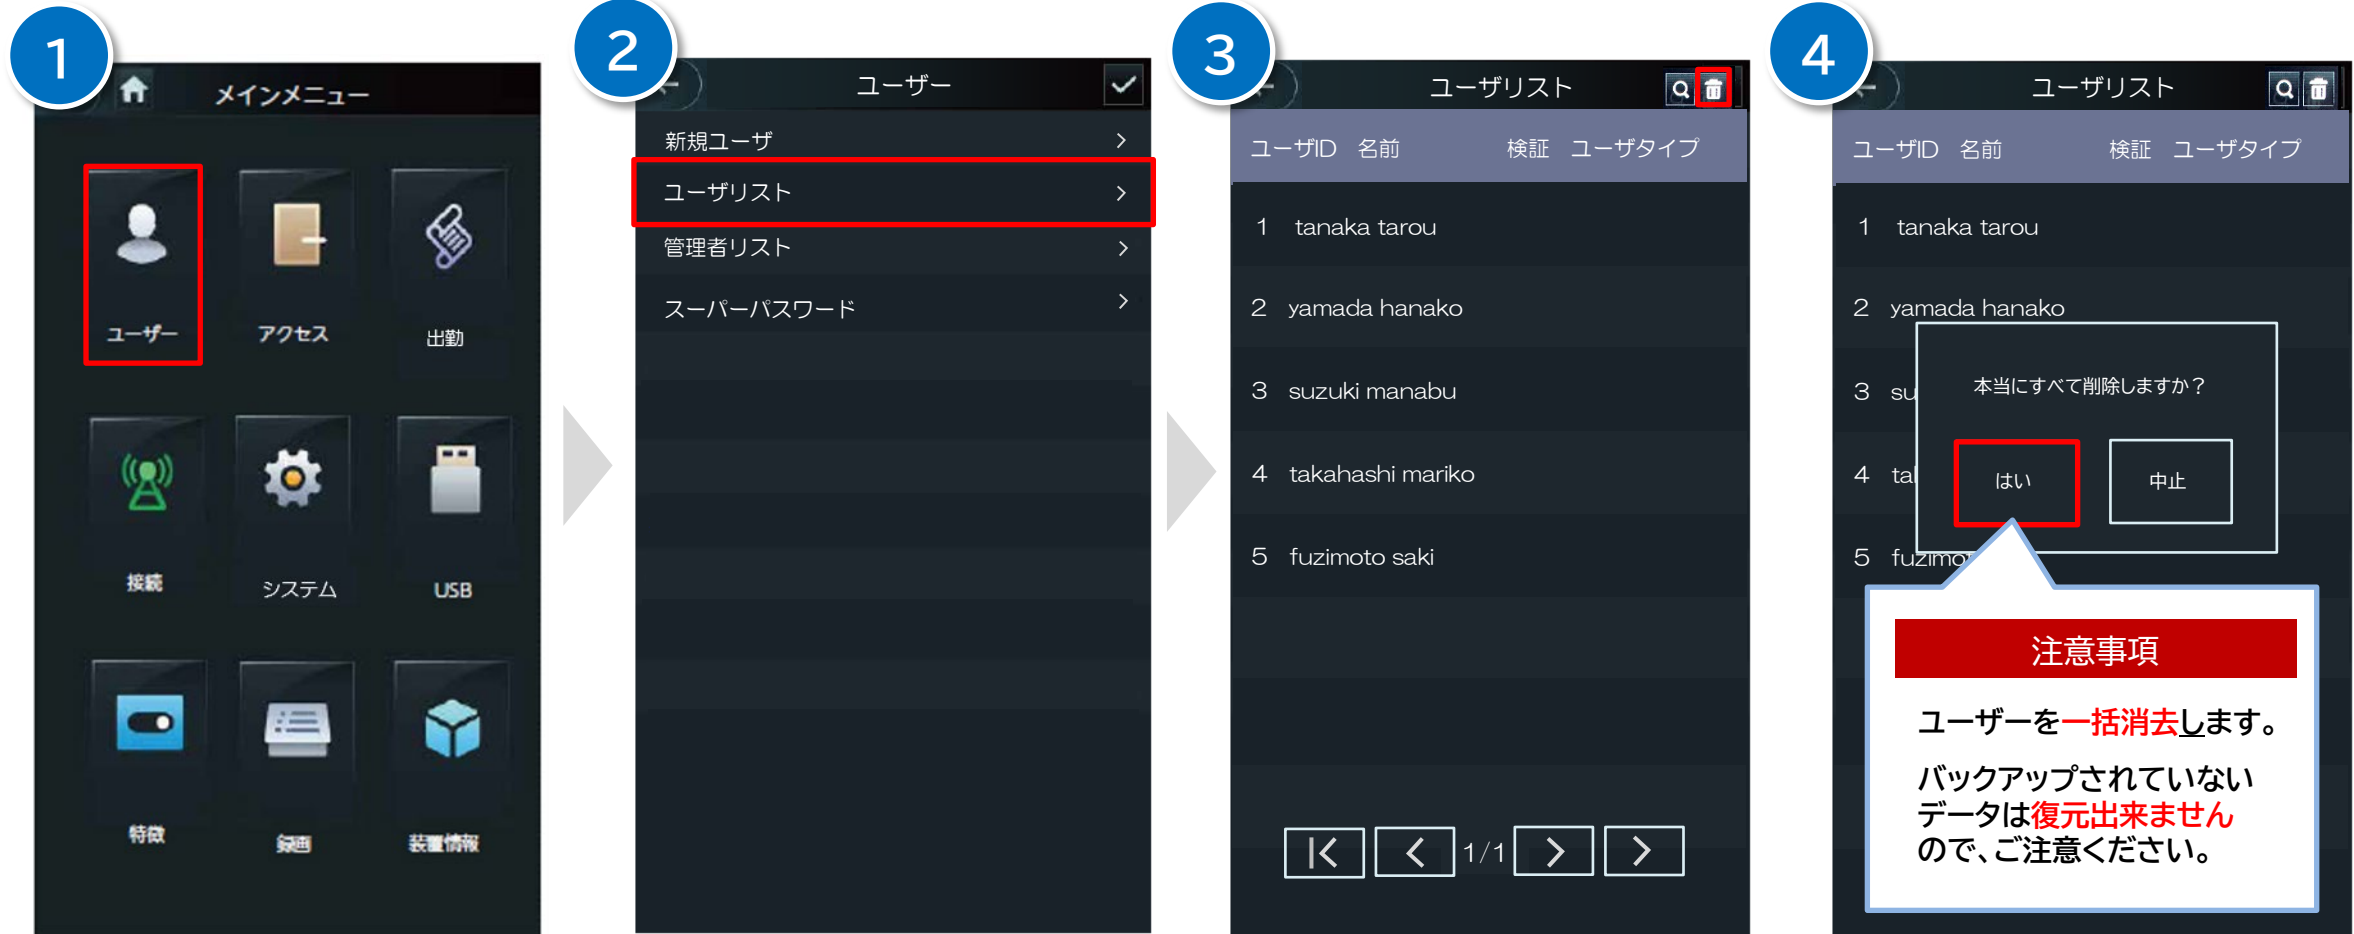 1
メインメニュー
ユーザー
アクセス
出勤
接続
システム
USB
特徴
録画
装置情報
2
ユーザー
新規ユーザ
ユーザリスト
管理者リスト
スーパーパスワード
3
ユーザリスト
ユーザID 名前 検証 ユーザタイプ
1 tanaka tarou
2 yamada hanako
3 suzuki manabu
4 takahashi mariko
5 fuzimoto saki
1/1
4
ユーザリスト
ユーザID 名前 検証 ユーザタイプ
1 tanaka tarou
2 yamada hanako
3 su
4 tal
5 fuzimo
本当にすべて削除しますか？
はい
中止
注意事項
ユーザーを一括消去します。
バックアップされていない
データは復元出来ません
ので、ご注意ください。